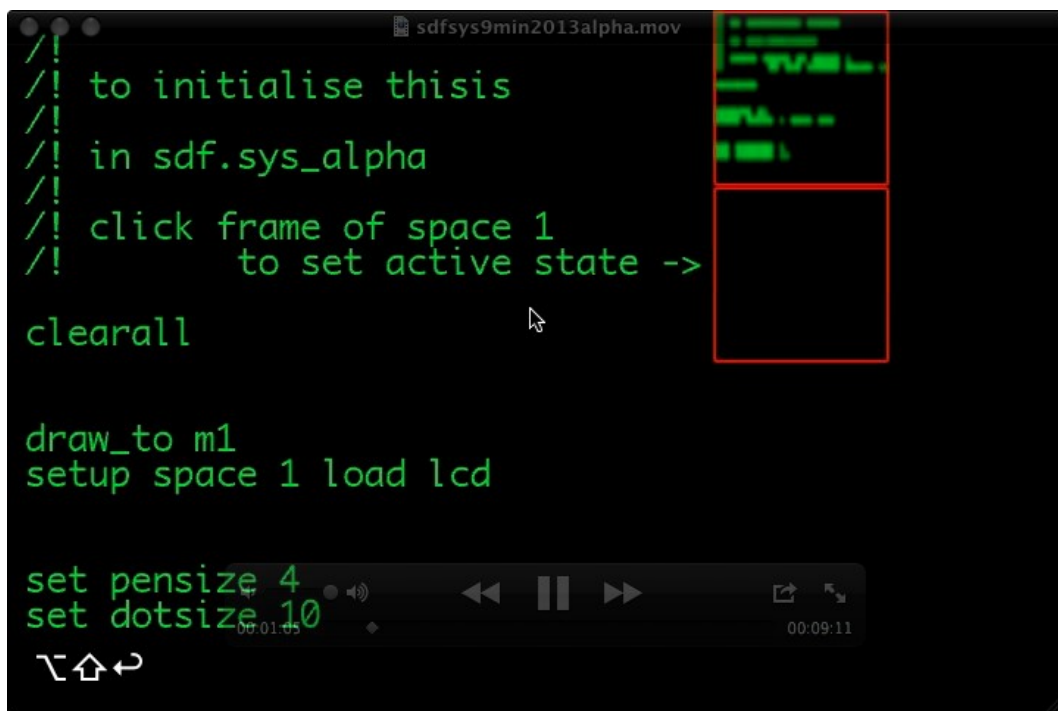 sdfsys9min2013alpha.mov
/!
/! to initialise thisis
/!
/! in sdf.sys_alpha
/!
/! click frame of space 1
/!        to set active state ->
clearall
draw_to m1
setup space 1 load lcd
set pensize 4
set dotsize 10
00:01:05
00:09:11
⌥⇧↩